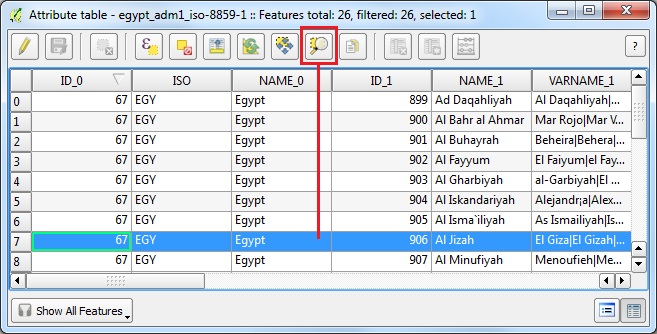 Attribute table - egypt_adm1_iso-8859-1 :: Features total: 26, filtered: 26, selected: 1
?
ID_0 ISO NAME_0 ID_1 NAME_1 VARNAME_1
0 67 EGY Egypt 899 Ad Daqahliyah Al Daqahliyah|...
1 67 EGY Egypt 900 Al Bahr al Ahmar Mar Rojo|Mar V...
2 67 EGY Egypt 901 Al Buhayrah Beheira|Behera|...
3 67 EGY Egypt 902 Al Fayyum El Faiyum|el Fay...
4 67 EGY Egypt 903 Al Gharbiyah al-Garbiyah|El ...
5 67 EGY Egypt 904 Al Iskandariyah Alejandr;a|Alex...
6 67 EGY Egypt 905 Al Isma`iliyah As Ismailiyah|Is...
7 67 EGY Egypt 906 Al Jizah El Giza|El Gizah|...
8 67 EGY Egypt 907 Al Minufiyah Menoufieh|Me...
Show All Features